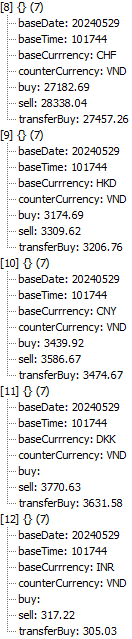 [8] {} (7)
baseDate: 20240529
baseTime: 101744
baseCurrrency: CHF
counterCurrency: VND
buy: 27182.69
sell: 28338.04
transferBuy: 27457.26
[9] {} (7)
baseDate: 20240529
baseTime: 101744
baseCurrrency: HKD
counterCurrency: VND
buy: 3174.69
sell: 3309.62
transferBuy: 3206.76
[10] {} (7)
baseDate: 20240529
baseTime: 101744
baseCurrrency: CNY
counterCurrency: VND
buy: 3439.92
sell: 3586.67
transferBuy: 3474.67
[11] {} (7)
baseDate: 20240529
baseTime: 101744
baseCurrrency: DKK
counterCurrency: VND
buy:
sell: 3770.63
transferBuy: 3631.58
[12] {} (7)
baseDate: 20240529
baseTime: 101744
baseCurrrency: INR
counterCurrency: VND
buy:
sell: 317.22
transferBuy: 305.03